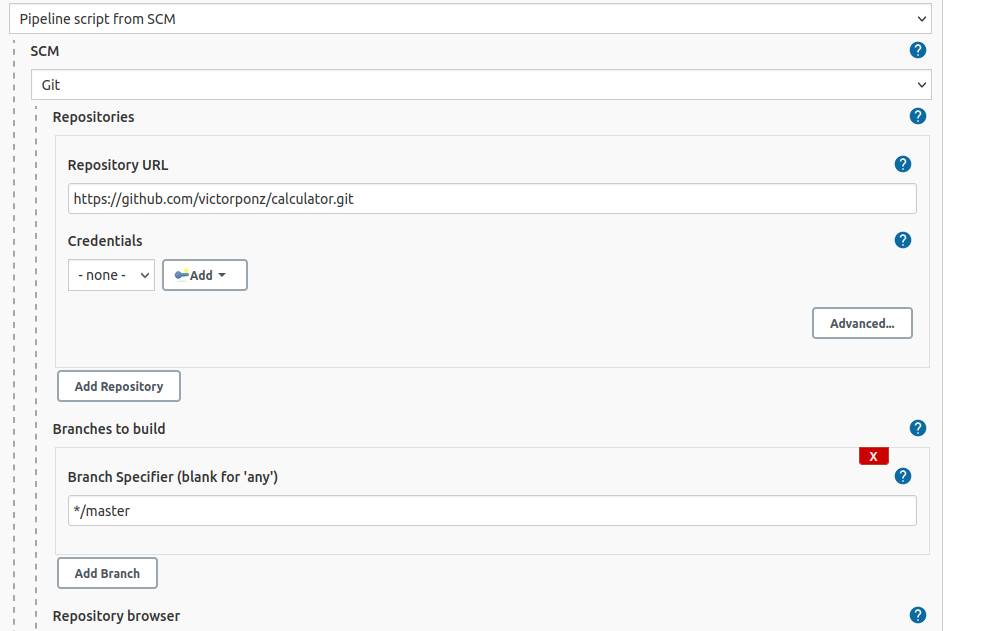 Pipeline script from SCM
SCM
?
Git
Repositories
?
Repository URL
?
https://github.com/victorponz/calculator.git
Credentials
?
- none -
Add
Advanced...
Add Repository
Branches to build
?
X
Branch Specifier (blank for 'any')
?
*/master
Add Branch
Repository browser
?